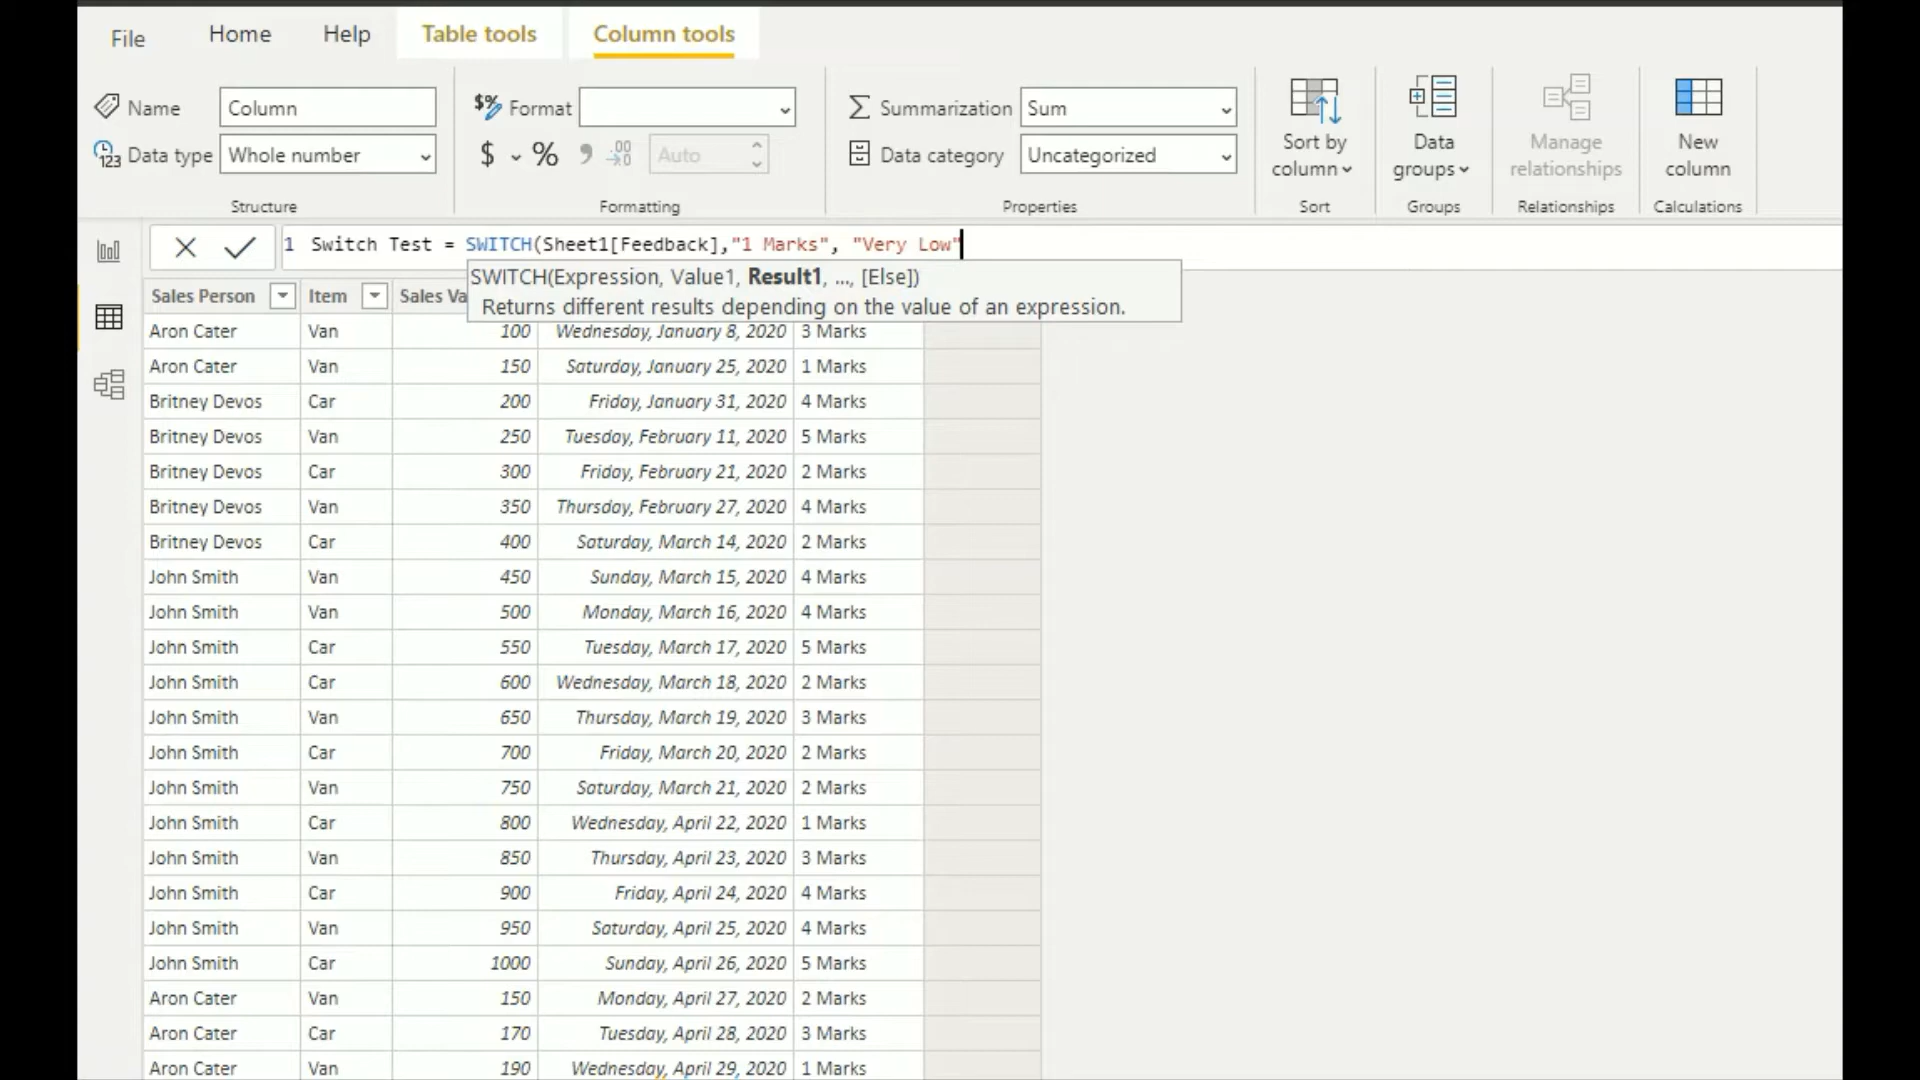 File Home Help Table tools Column tools
Name Column $% Format Summarization Sum
Data type Whole number $ % Auto Data category Uncategorized
Sort by column Data groups Manage relationships New column
Structure Formatting Properties Sort Groups Relationships Calculations
1 Switch Test = SWITCH(Sheet1[Feedback],"1 Marks", "Very Low"
SWITCH(Expression, Value1, Result1, ..., [Else])
Returns different results depending on the value of an expression.
Sales Person Item Sales Va
Aron Cater Van 100 Wednesday, January 8, 2020 3 Marks
Aron Cater Van 150 Saturday, January 25, 2020 1 Marks
Britney Devos Car 200 Friday, January 31, 2020 4 Marks
Britney Devos Van 250 Tuesday, February 11, 2020 5 Marks
Britney Devos Car 300 Friday, February 21, 2020 2 Marks
Britney Devos Van 350 Thursday, February 27, 2020 4 Marks
Britney Devos Car 400 Saturday, March 14, 2020 2 Marks
John Smith Van 450 Sunday, March 15, 2020 4 Marks
John Smith Van 500 Monday, March 16, 2020 4 Marks
John Smith Car 550 Tuesday, March 17, 2020 5 Marks
John Smith Car 600 Wednesday, March 18, 2020 2 Marks
John Smith Van 650 Thursday, March 19, 2020 3 Marks
John Smith Car 700 Friday, March 20, 2020 2 Marks
John Smith Van 750 Saturday, March 21, 2020 2 Marks
John Smith Car 800 Wednesday, April 22, 2020 1 Marks
John Smith Van 850 Thursday, April 23, 2020 3 Marks
John Smith Car 900 Friday, April 24, 2020 4 Marks
John Smith Van 950 Saturday, April 25, 2020 4 Marks
John Smith Car 1000 Sunday, April 26, 2020 5 Marks
Aron Cater Van 150 Monday, April 27, 2020 2 Marks
Aron Cater Car 170 Tuesday, April 28, 2020 3 Marks
Aron Cater Van 190 Wednesday, April 29, 2020 1 Marks